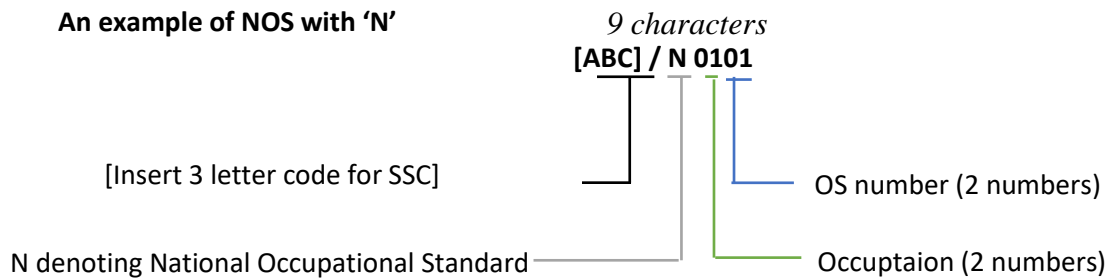 An example of NOS with ‘N’
9 characters
[ABC] / N 0101
[Insert 3 letter code for SSC]
OS number (2 numbers)
N denoting National Occupational Standard
Occuptaion (2 numbers)